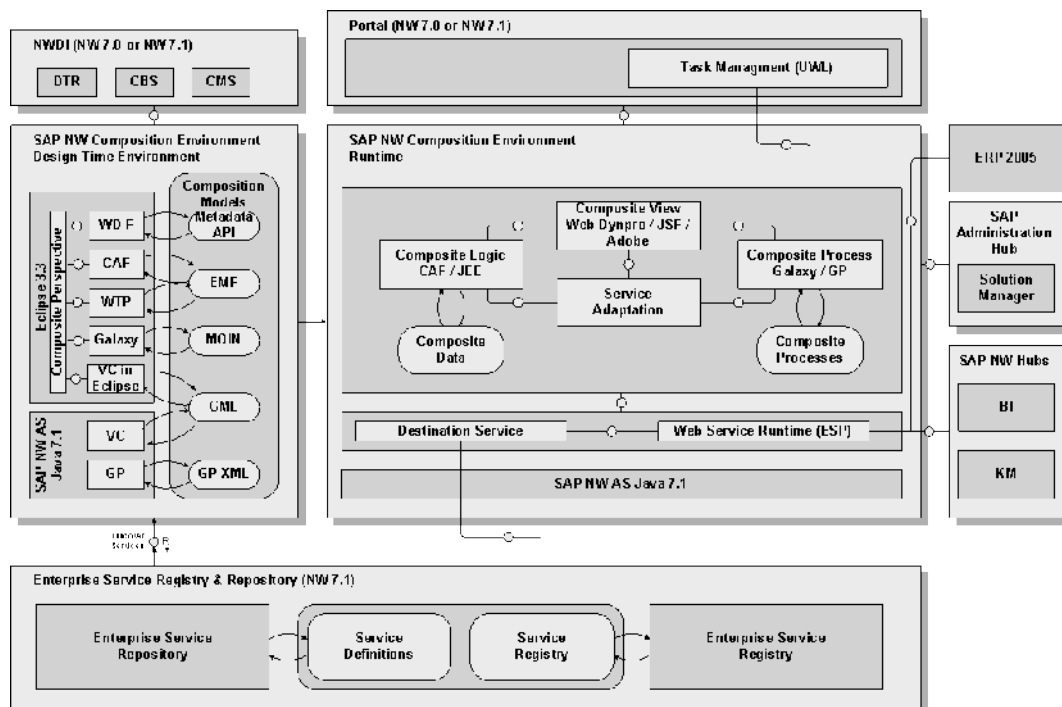 NWDI (NW 7.0 or NW 7.1)
DTR
CBS
CMS
Portal (NW 7.0 or NW 7.1)
Task Managment (UWL)
SAP NW Composition Environment
Design Time Environment
Eclipse 3.3
Composite Perspective
WD F
CAF
WTP
Galaxy
VC in
Eclipse
SAP NW AS
Java 7.1
VC
GP
Composition
Models
Metadata
API
EMF
MOIN
GML
GP XML
SAP NW Composition Environment
Runtime
Composite View
Web Dynpro / JSF /
Adobe
Composite Logic
CAF / JEE
Composite Process
Galaxy / GP
Service
Adaptation
Composite
Data
Composite
Processes
Destination Service
Web Service Runtime (ESP)
SAP NW AS Java 7.1
ERP 2005
SAP
Administration
Hub
Solution
Manager
SAP NW Hubs
BI
KM
R
Enterprise Service Registry & Repository (NW 7.1)
Enterprise Service
Repository
Service
Definitions
Service
Registry
Enterprise Service
Registry